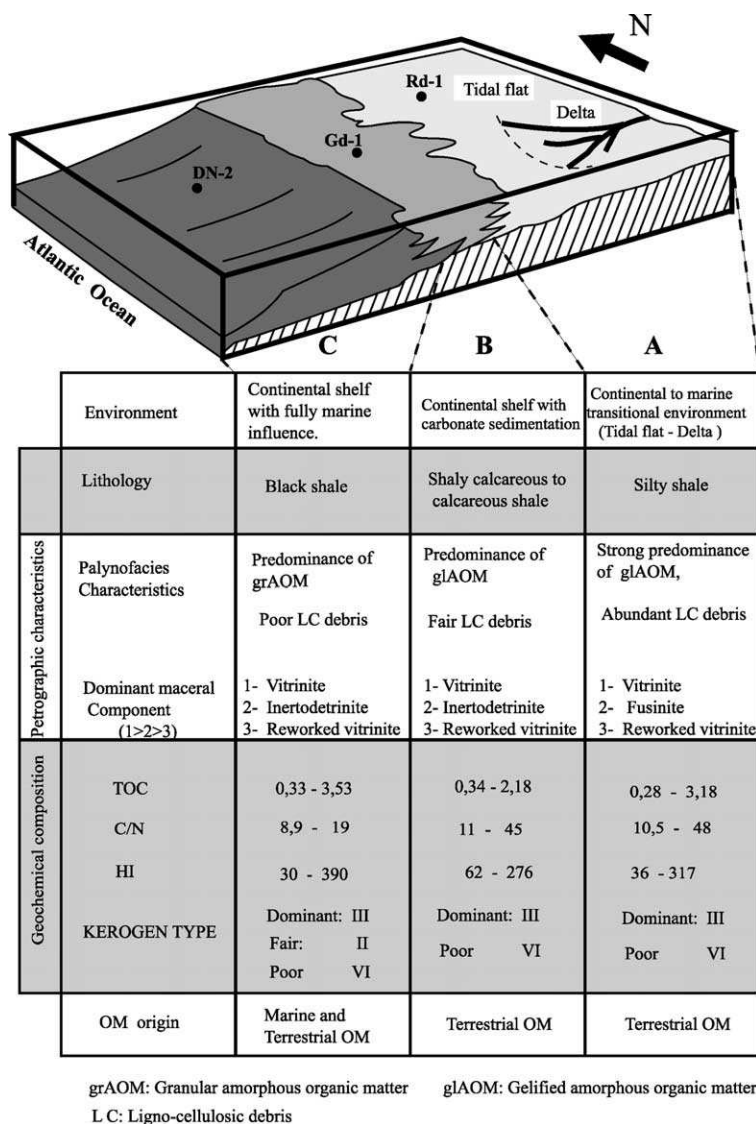 N
Rd-1
Tidal flat
Delta
Gd-1
DN-2
Atlantic Ocean
C
B
A
Environment
Continental shelf
with fully marine
influence.
Continental shelf with
carbonate sedimentation
Continental to marine
transitional environment
(Tidal flat - Delta )
Lithology
Black shale
Shaly calcareous to
calcareous shale
Silty shale
Petrographic characteristics
Palynofacies
Characteristics
Predominance of
grAOM
Poor LC debris
Predominance of
glAOM
Fair LC debris
Strong predominance
of glAOM,
Abundant LC debris
Dominant maceral
Component
(1>2>3)
1- Vitrinite
2- Inertodetrinite
3- Reworked vitrinite
1- Vitrinite
2- Inertodetrinite
3- Reworked vitrinite
1- Vitrinite
2- Fusinite
3- Reworked vitrinite
Geochemical composition
TOC
0,33 - 3,53
0,34 - 2,18
0,28 - 3,18
C/N
8,9 - 19
11 - 45
10,5 - 48
HI
30 - 390
62 - 276
36 - 317
KEROGEN TYPE
Dominant: III
Fair: II
Poor VI
Dominant: III
Poor VI
Dominant: III
Poor VI
OM origin
Marine and
Terrestrial OM
Terrestrial OM
Terrestrial OM
grAOM: Granular amorphous organic matter glAOM: Gelified amorphous organic matter
L C: Ligno-cellulosic debris